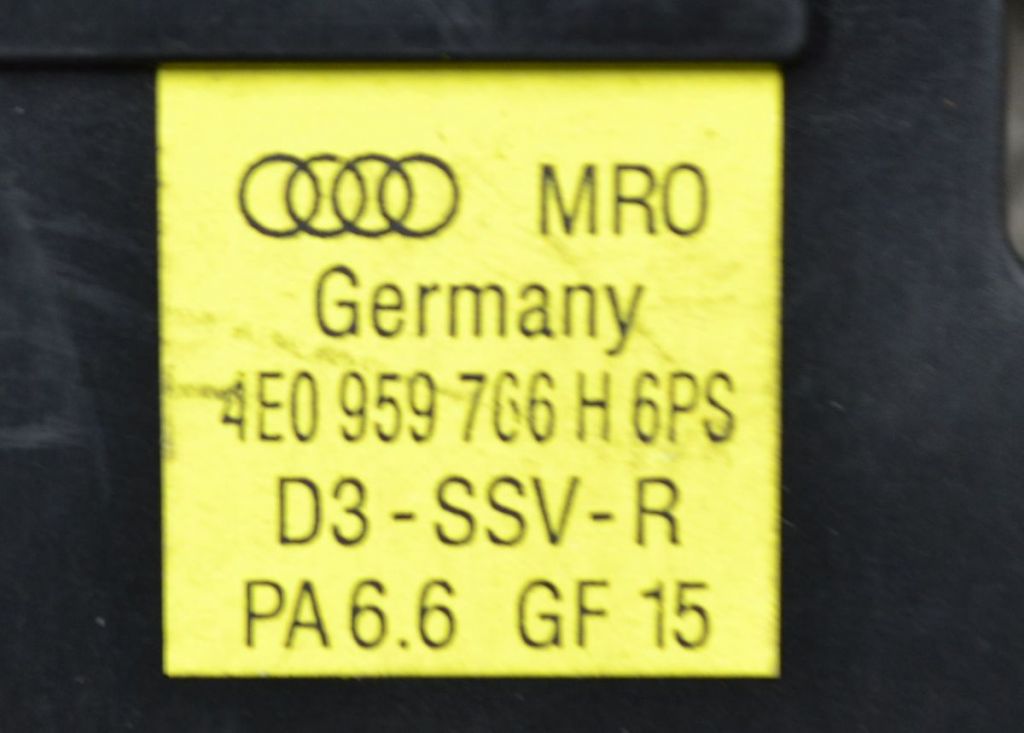 MRO
Germany
4E0 959 766 H 6PS
D3-SSV-R
PA 6.6 GF 15